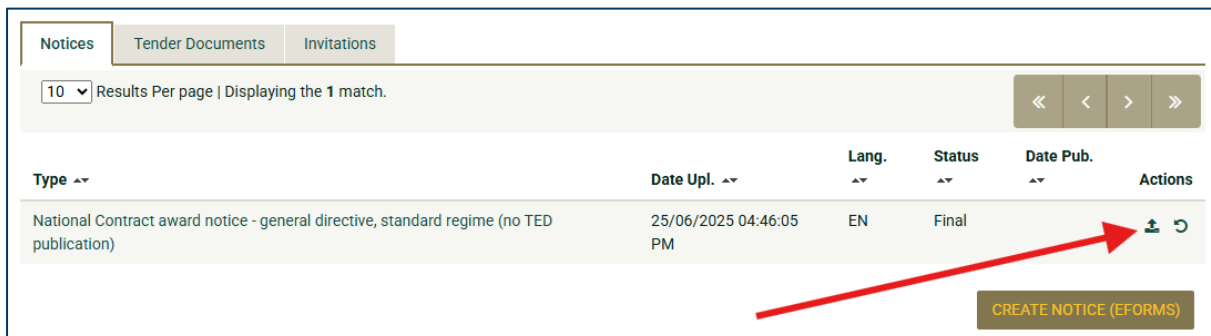 Notices Tender Documents Invitations
10 Results Per page | Displaying the 1 match.
« ‹ › »
Lang. Status Date Pub.
Type Date Upl. Actions
National Contract award notice - general directive, standard regime (no TED 25/06/2025 04:46:05 EN Final
publication) PM
CREATE NOTICE (EFORMS)